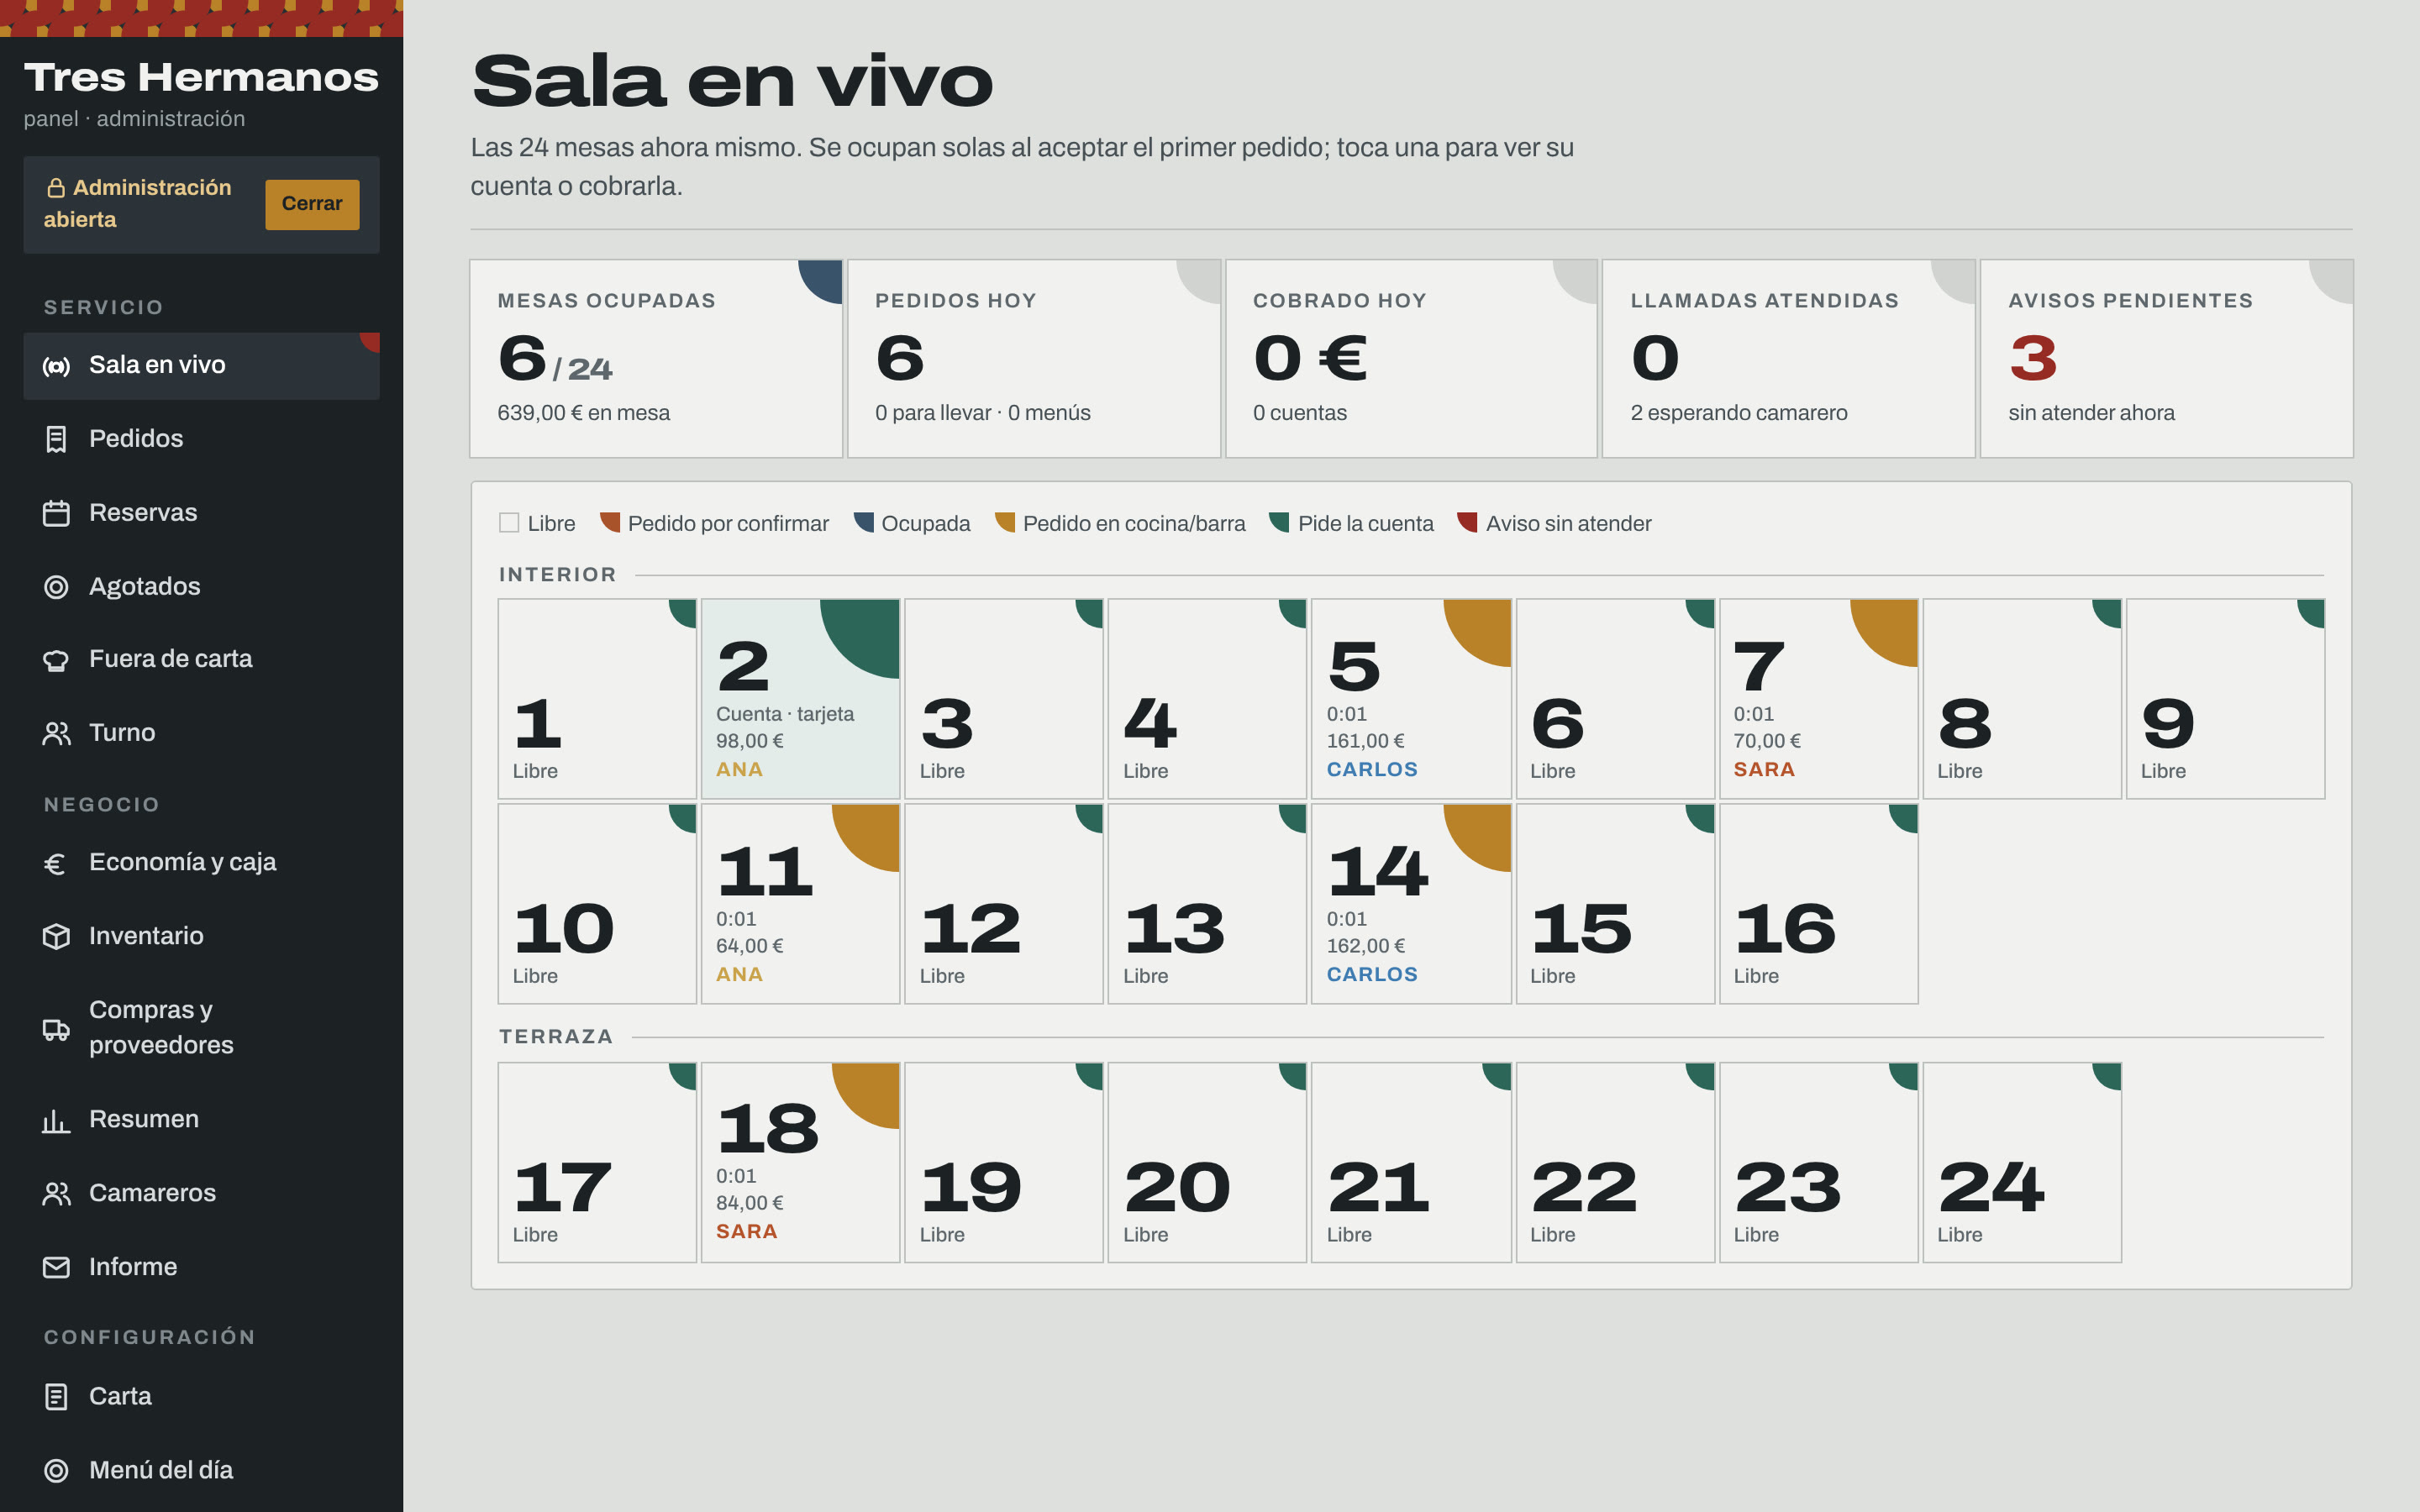 Tres Hermanos
panel · administración
Administración
abierta
Cerrar
SERVICIO
Sala en vivo
Pedidos
Reservas
Agotados
Fuera de carta
Turno
NEGOCIO
Economía y caja
Inventario
Compras y
proveedores
Resumen
Camareros
Informe
CONFIGURACIÓN
Carta
Menú del día
Sala en vivo
Las 24 mesas ahora mismo. Se ocupan solas al aceptar el primer pedido; toca una para ver su
cuenta o cobrarla.
MESAS OCUPADAS
6 / 24
639,00 € en mesa
PEDIDOS HOY
6
0 para llevar · 0 menús
COBRADO HOY
0 €
0 cuentas
LLAMADAS ATENDIDAS
0
2 esperando camarero
AVISOS PENDIENTES
3
sin atender ahora
Libre
Pedido por confirmar
Ocupada
Pedido en cocina/barra
Pide la cuenta
Aviso sin atender
INTERIOR
1
Libre
2
Cuenta · tarjeta
98,00 €
ANA
3
Libre
4
Libre
5
0:01
161,00 €
CARLOS
6
Libre
7
0:01
70,00 €
SARA
8
Libre
9
Libre
10
Libre
11
0:01
64,00 €
ANA
12
Libre
13
Libre
14
0:01
162,00 €
CARLOS
15
Libre
16
Libre
TERRAZA
17
Libre
18
0:01
84,00 €
SARA
19
Libre
20
Libre
21
Libre
22
Libre
23
Libre
24
Libre